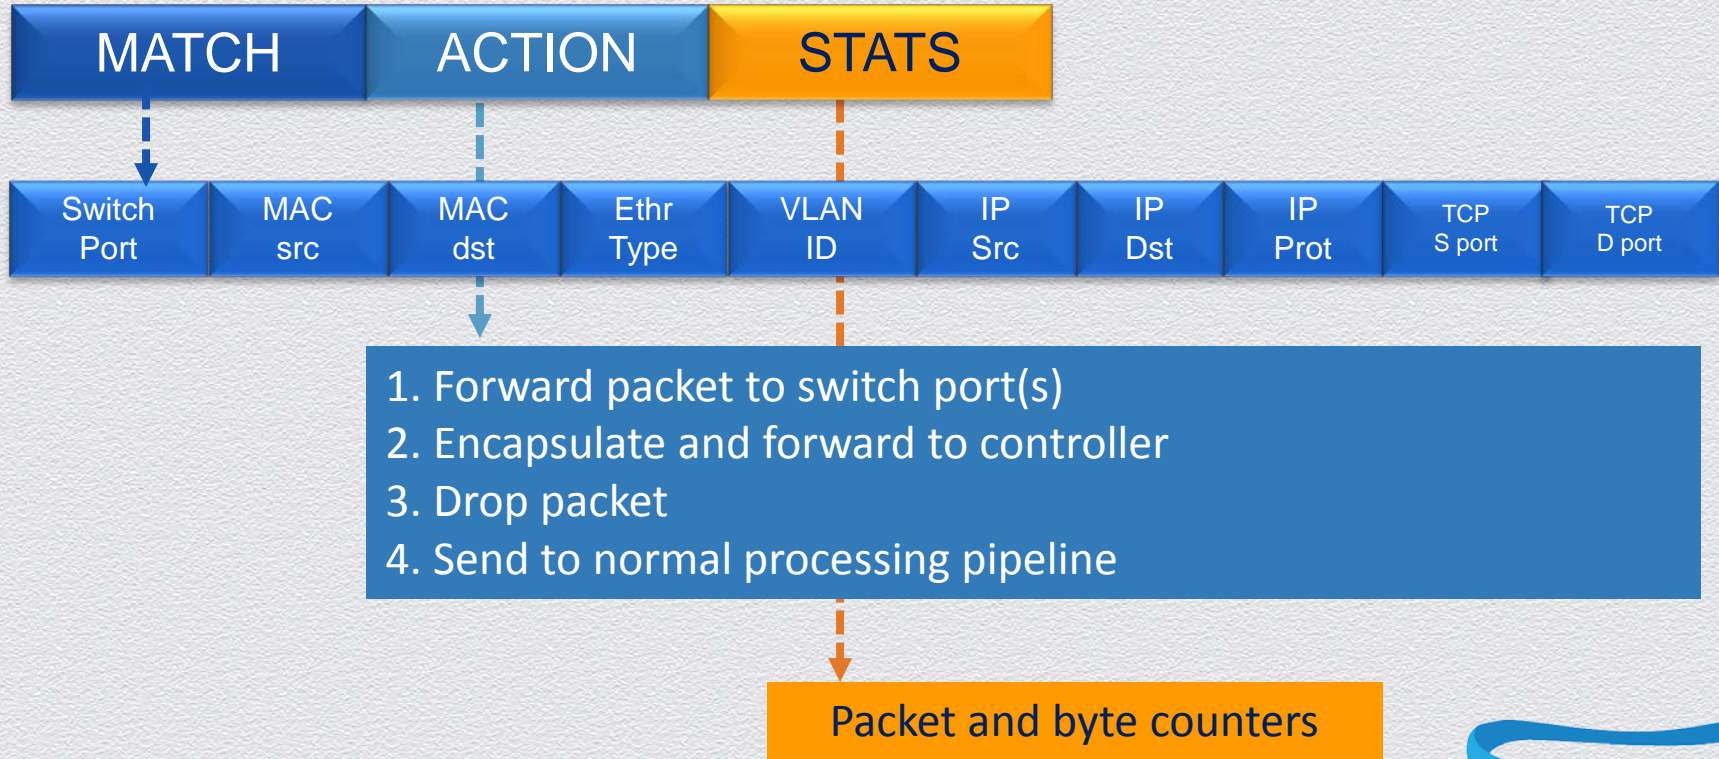 MATCH ACTION STATS
Switch Port
MAC src
MAC dst
Ethr Type
VLAN ID
IP Src
IP Dst
IP Prot
TCP S port
TCP D port
1. Forward packet to switch port(s)
2. Encapsulate and forward to controller
3. Drop packet
4. Send to normal processing pipeline
Packet and byte counters